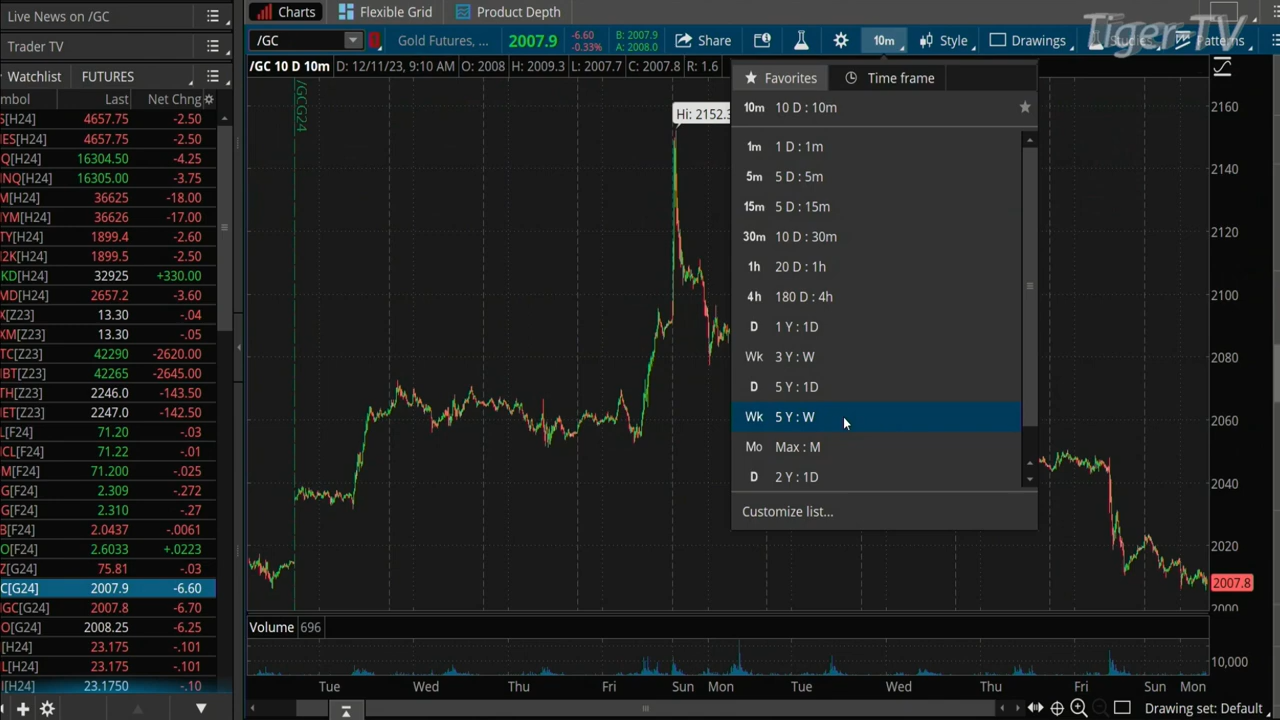 Live News on /GC
Charts
Flexible Grid
Product Depth
Tiger TV
Trader TV
/GC
Gold Futures, ...
2007.9
-6.60
-0.33%
B: 2007.9
A: 2008.0
Share
10m
Style
Drawings
Studies
Patterns
Watchlist
FUTURES
/GC 10 D 10m
D: 12/11/23, 9:10 AM
O: 2008
H: 2009.3
L: 2007.7
C: 2007.8
R: 1.6
mbol Last Net Chng
S[H24] 4657.75 -2.50
ES[H24] 4657.75 -2.50
Q[H24] 16304.50 -4.25
NQ[H24] 16305.00 -3.75
M[H24] 36625 -18.00
YM[H24] 36626 -17.00
TY[H24] 1899.4 -2.60
2K[H24] 1899.5 -2.50
KD[H24] 32925 +330.00
MD[H24] 2657.2 -3.60
X[Z23] 13.30 -.04
XM[Z23] 13.30 -.05
TC[Z23] 42290 -2620.00
BT[Z23] 42265 -2645.00
TH[Z23] 2246.0 -143.50
ET[Z23] 2247.0 -142.50
L[F24] 71.20 -.03
CL[F24] 71.22 -.01
M[F24] 71.200 -.025
G[F24] 2.309 -.272
G[F24] 2.310 -.27
B[F24] 2.0437 -.0061
O[F24] 2.6033 +.0223
Z[G24] 75.81 -.03
C[G24] 2007.9 -6.60
GC[G24] 2007.8 -6.70
O[G24] 2008.25 -6.25
[H24] 23.175 -.101
L[H24] 23.175 -.101
I[H24] 23.1750 -.10
/GCG24
Hi: 2152.3
Favorites
Time frame
10m 10 D : 10m
1m 1 D : 1m
5m 5 D : 5m
15m 5 D : 15m
30m 10 D : 30m
1h 20 D : 1h
4h 180 D : 4h
D 1 Y : 1D
Wk 3 Y : W
D 5 Y : 1D
Wk 5 Y : W
Mo Max : M
D 2 Y : 1D
Customize list...
2160
2140
2120
2100
2080
2060
2040
2020
2007.8
2000
Volume 696
10,000
Tue Wed Thu Fri Sun Mon Tue Wed Thu Fri Sun Mon
Drawing set: Default